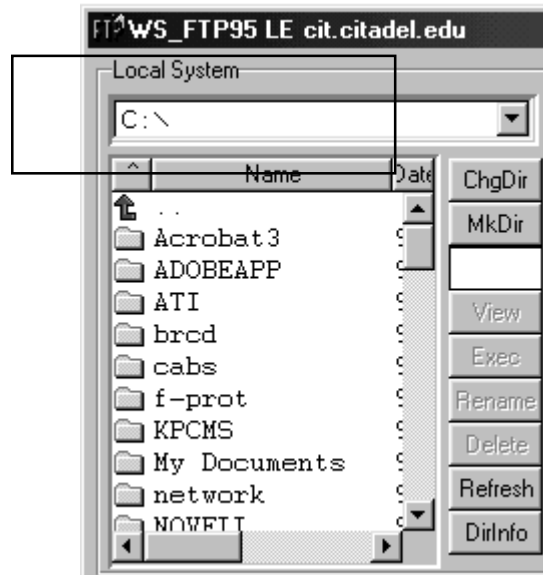 WS_FTP95 LE cit.citadel.edu
Local System
C:\
^ Name Date
..
Acrobat3
ADOBEAPP
ATI
brcd
cabs
f-prot
KPCMS
My Documents
network
ChgDir
MkDir
View
Exec
Rename
Delete
Refresh
DirInfo